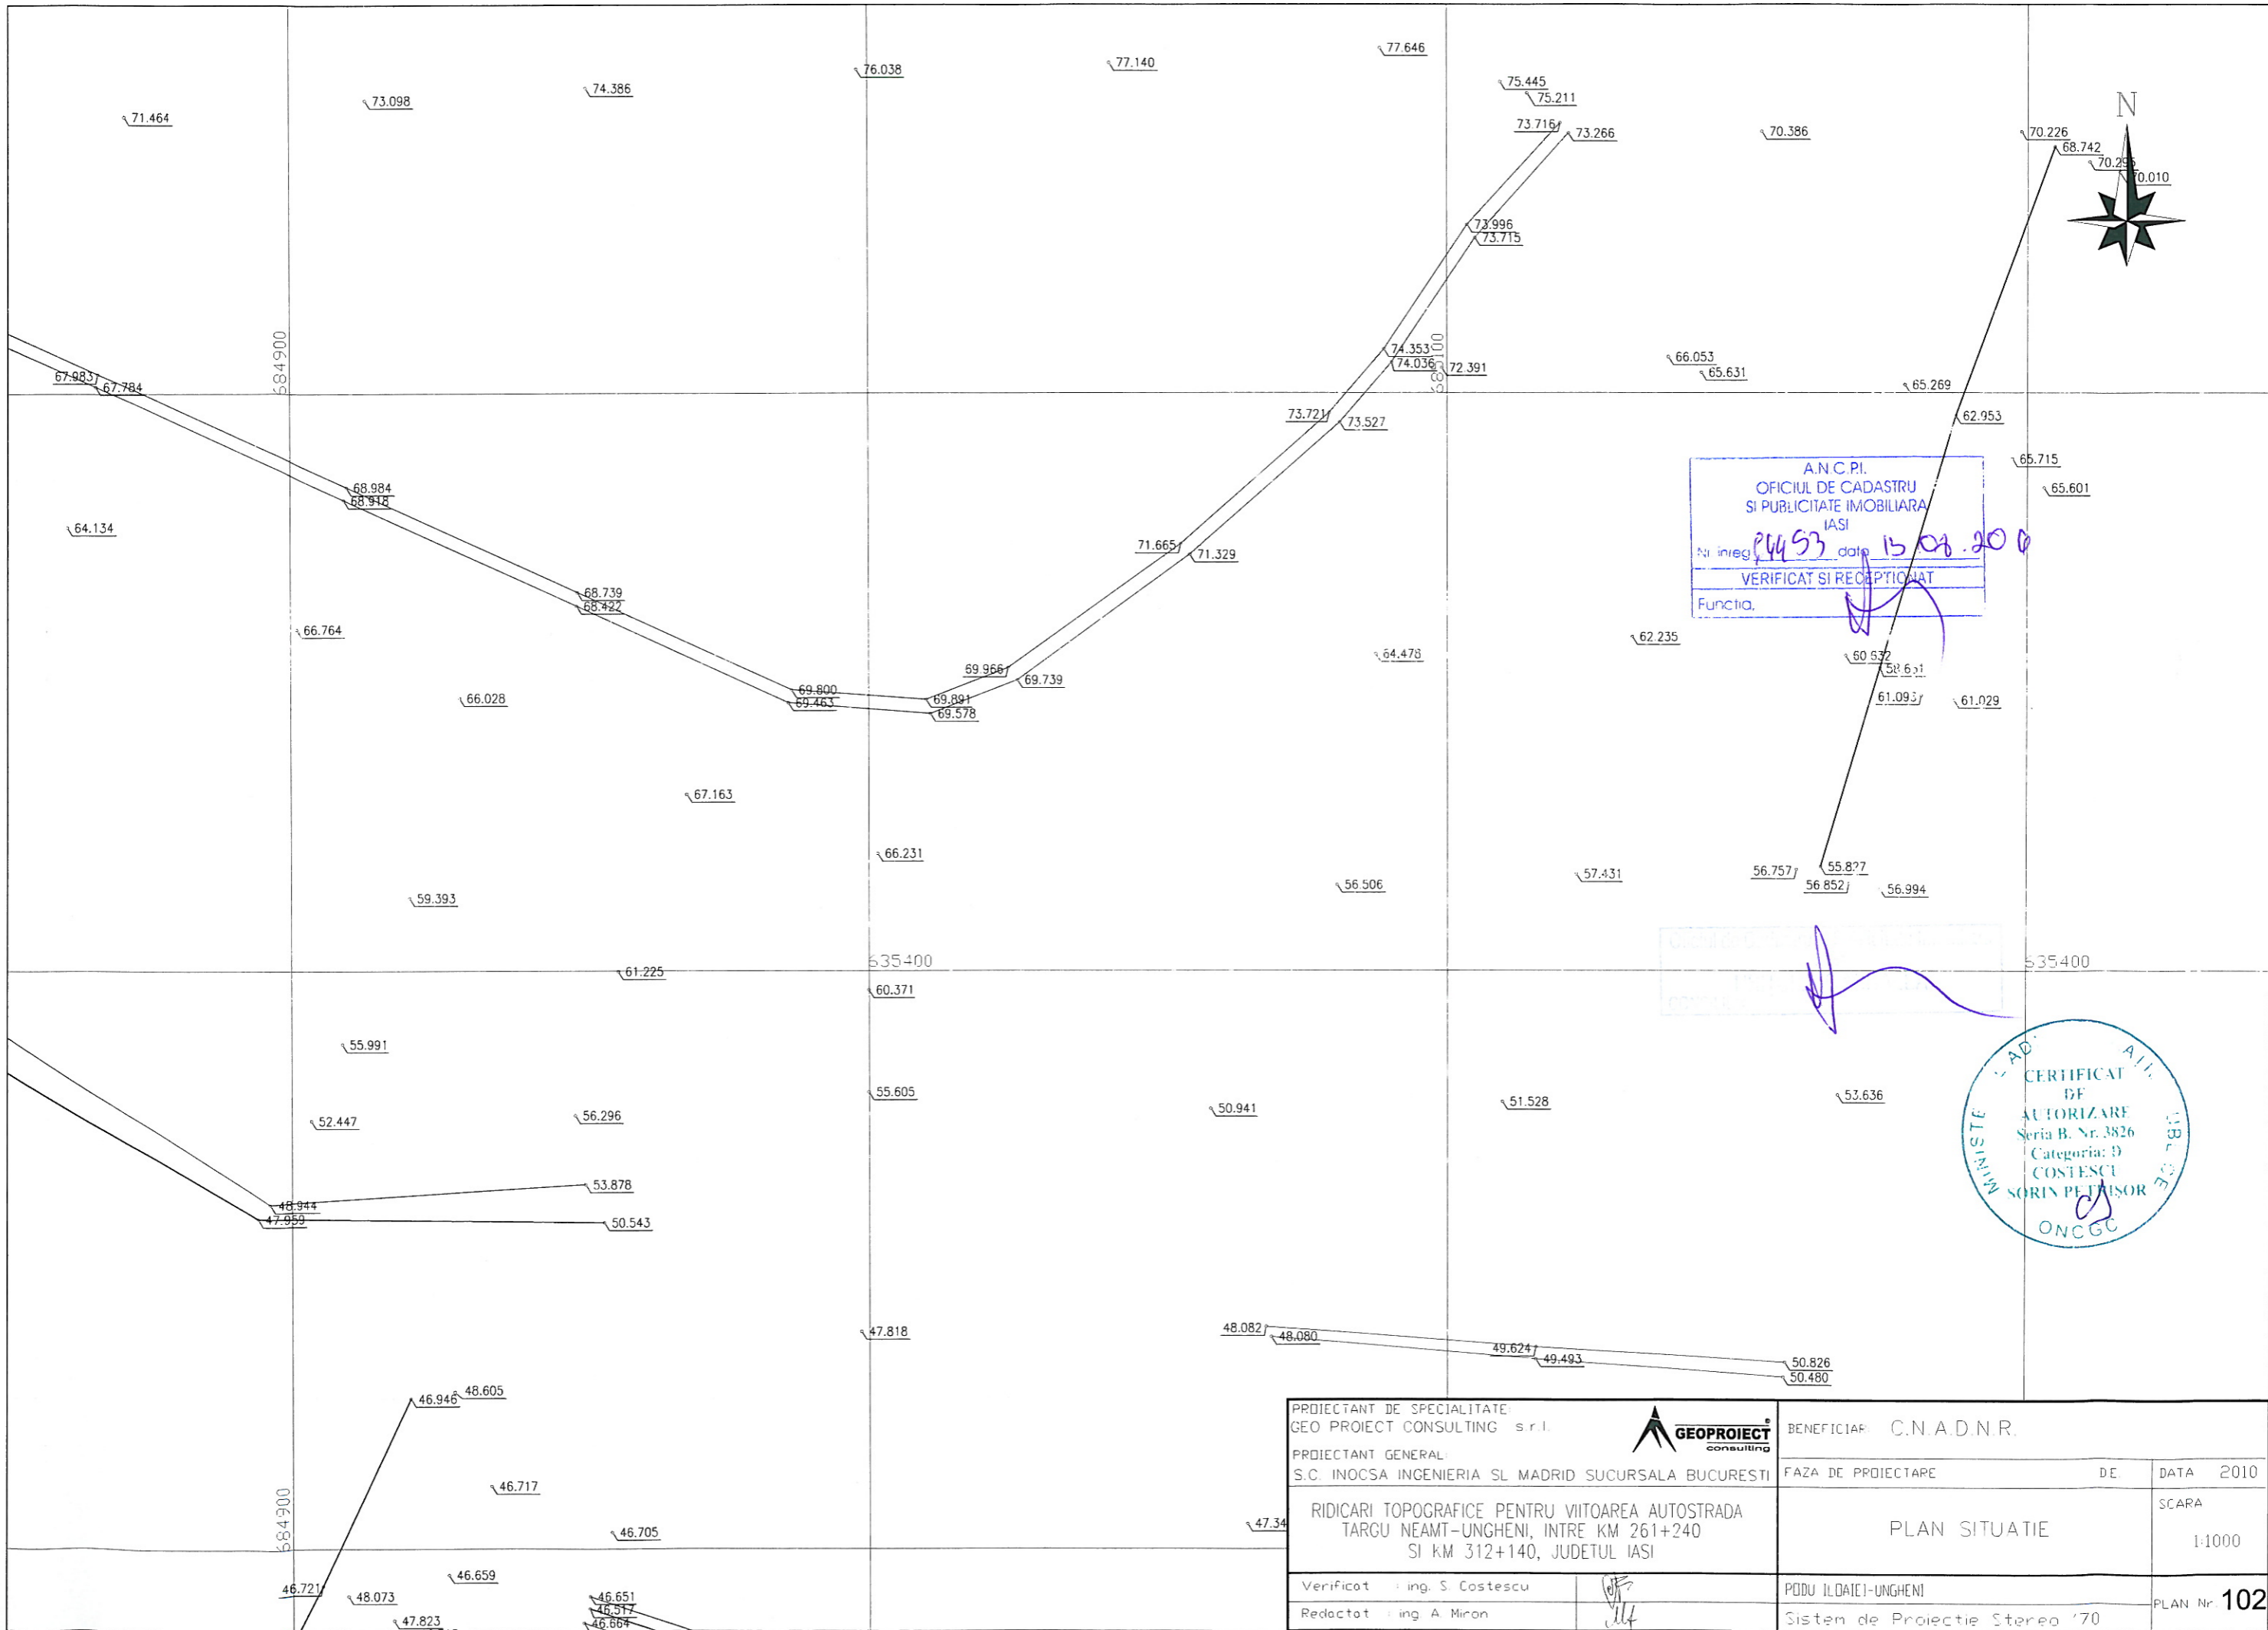 77.646
76.038
77.140
75.445
74.386
75.211
73.098
71.464
73.716
73.266
70.386
70.226
N
68.742
70.010
73.996
73.715
684900
74.353
74.036
72.391
66.053
65.631
67.983
67.784
65.269
62.953
73.721
73.527
A.N.C.P.I.
OFICIUL DE CADASTRU
SI PUBLICITATE IMOBILIARA
IASI
Nr. inreg data
VERIFICAT SI RECEPTIONAT
Functia,
65.715
65.601
68.984
68.918
64.134
71.665
71.329
68.739
68.422
66.764
62.235
64.478
69.966
69.739
69.800
69.463
69.891
69.578
66.028
61.029
67.163
66.231
56.506
57.431
56.757
56.852
56.994
59.393
61.225
635400
635400
60.371
55.991
55.605
50.941
51.528
53.636
52.447
56.296
53.878
48.944
47.959
50.543
CERTIFICAT
DE
AUTORIZARE
Seria B. Nr. 3826
Categoria: D
COSTESCU
SORIN PETRISOR
ONCGC
47.818
48.082
48.080
49.624
49.493
50.826
50.480
46.946
48.605
46.717
684900
46.705
47.34
46.721
48.073
46.659
47.823
46.651
46.517
46.664
PROIECTANT DE SPECIALITATE:
GEO PROIECT CONSULTING s.r.l.
GEOPROIECT
consulting
PROIECTANT GENERAL:
S.C. INOCSA INGENIERIA SL MADRID SUCURSALA BUCURESTI
BENEFICIAR: C.N.A.D.N.R.
FAZA DE PROIECTARE D.E. DATA 2010
RIDICARI TOPOGRAFICE PENTRU VIITOAREA AUTOSTRADA
TARGU NEAMT-UNGHENI, INTRE KM 261+240
SI KM 312+140, JUDETUL IASI
PLAN SITUATIE
SCARA
1:1000
Verificat : ing. S. Costescu
Redactat : ing A. Miron
PODU ILOAIEI-UNGHENI
Sistem de Proiectie Stereo '70
PLAN Nr. 102